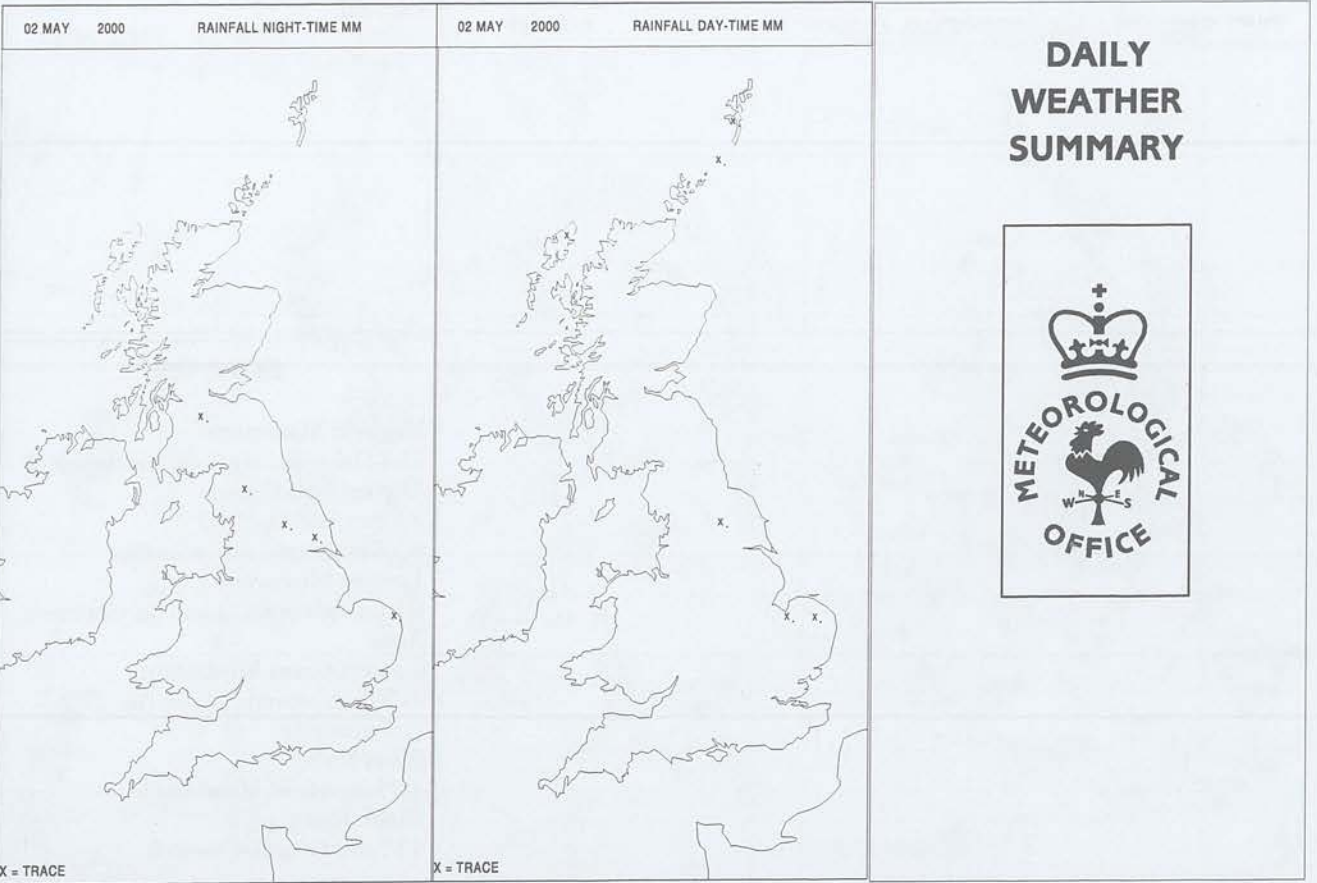 02 MAY 2000 RAINFALL NIGHT-TIME MM
x.
x.
x.
x.
x.
X = TRACE
02 MAY 2000 RAINFALL DAY-TIME MM
x.
x.
x.
x.
x.
x.
X = TRACE
DAILY
WEATHER
SUMMARY
METEOROLOGICAL
OFFICE
W N E S